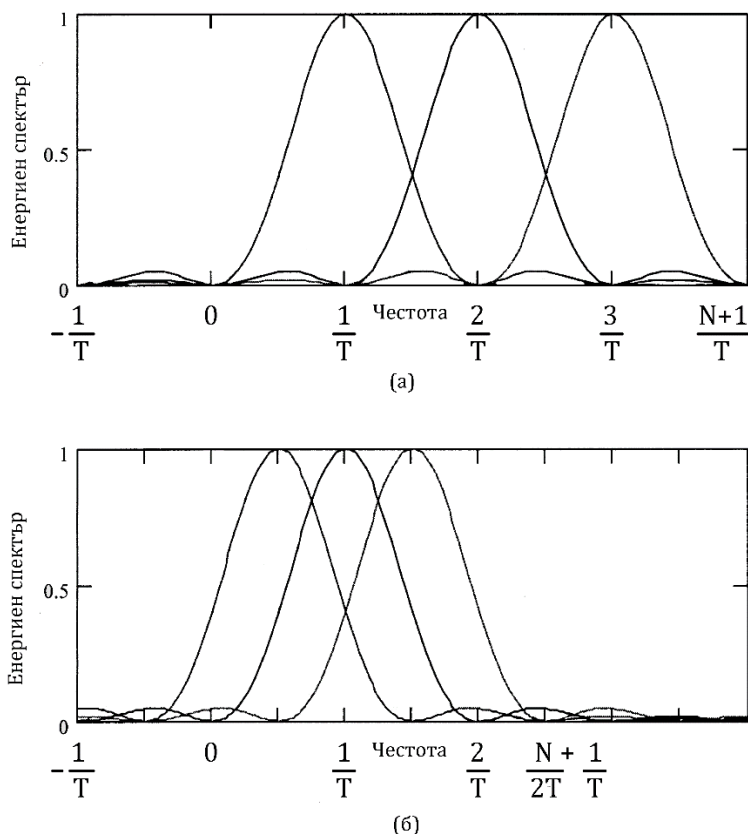 1
0.5
0
Енергиен спектър
-1/T 0 1/T Честота 2/T 3/T N+1/T
(а)
1
0.5
0
Енергиен спектър
-1/T 0 1/T Честота 2/T N/2T + 1/T
(б)